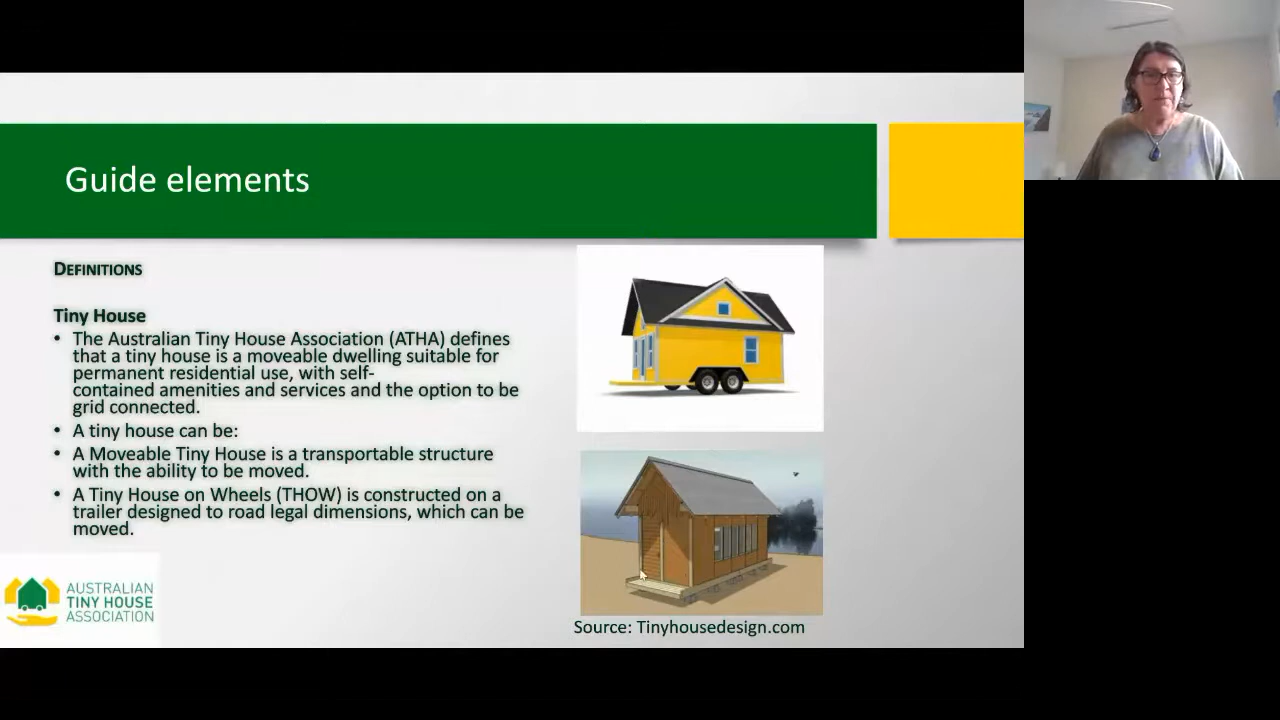 Guide elements
DEFINITIONS
Tiny House
• The Australian Tiny House Association (ATHA) defines
that a tiny house is a moveable dwelling suitable for
permanent residential use, with self-
contained amenities and services and the option to be
grid connected.
• A tiny house can be:
• A Moveable Tiny House is a transportable structure
with the ability to be moved.
• A Tiny House on Wheels (THOW) is constructed on a
trailer designed to road legal dimensions, which can be
moved.
AUSTRALIAN
TINY HOUSE
ASSOCIATION
Source: Tinyhousedesign.com